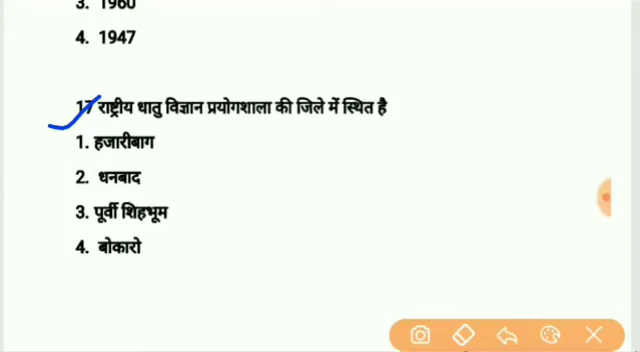 3. 1960
4. 1947
17 राष्ट्रीय धातु विज्ञान प्रयोगशाला की जिले में स्थित है
1. हजारीबाग
2. धनबाद
3. पूर्वी शिहभूम
4. बोकारो